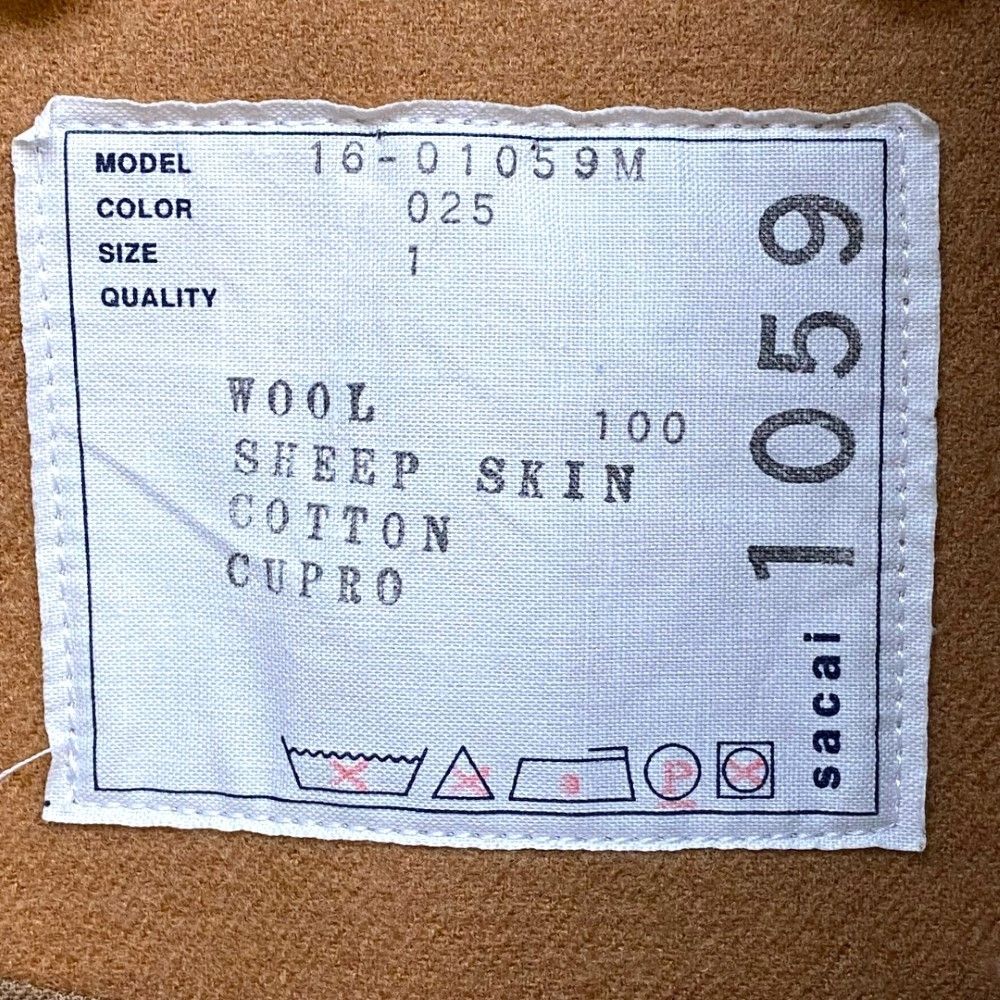 MODEL 16-01059M
COLOR 025
SIZE 1
QUALITY
WOOL 100
SHEEP SKIN
COTTON
CUPRO
P
sacai 1059